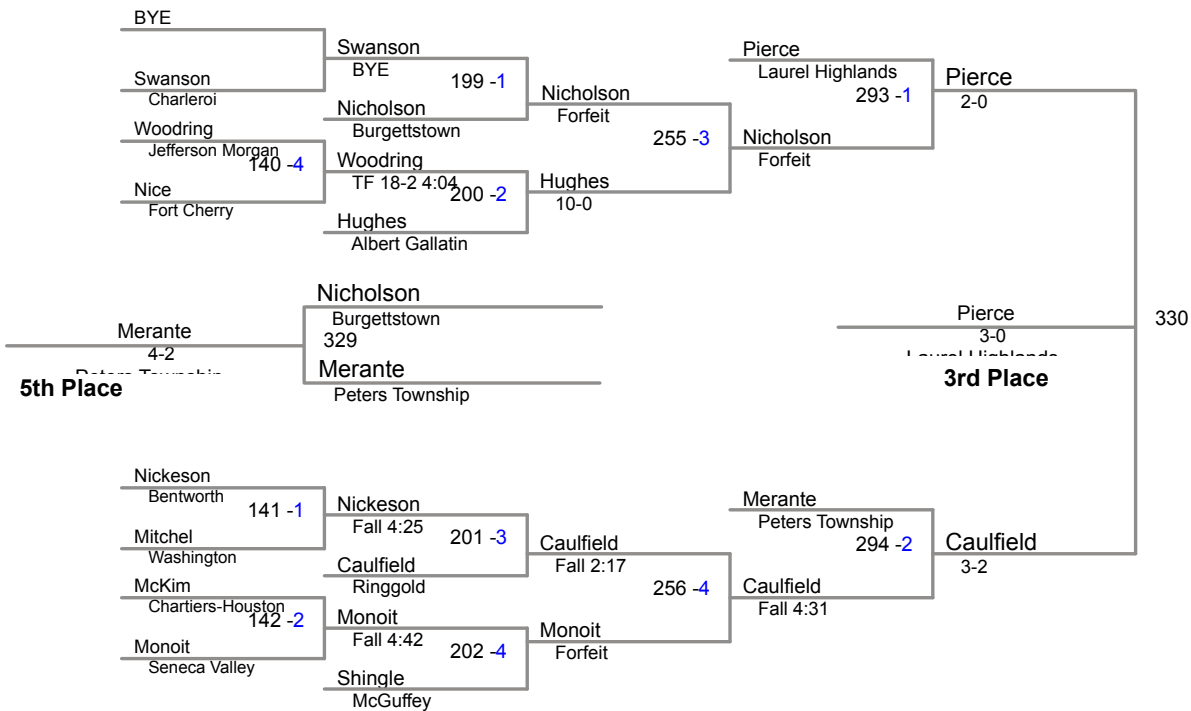 BYE
Swanson
BYE
199 -1
Swanson
Charleroi
Nicholson
Burgettstown
Nicholson
Forfeit
Woodring
Jefferson Morgan
140 -4
Nice
Fort Cherry
Woodring
TF 18-2 4:04
200 -2
Hughes
Albert Gallatin
Hughes
10-0
255 -3
Pierce
Laurel Highlands
293 -1
Nicholson
Forfeit
Pierce
2-0
Nicholson
Burgettstown
329
Merante
Peters Township
Merante
4-2
Peters Township
5th Place
Pierce
3-0
Laurel Highlands
3rd Place
330
Nickeson
Bentworth
141 -1
Mitchel
Washington
McKim
Chartiers-Houston
142 -2
Monoit
Seneca Valley
Nickeson
Fall 4:25
201 -3
Caulfield
Ringgold
Monoit
Fall 4:42
202 -4
Shingle
McGuffey
Caulfield
Fall 2:17
256 -4
Monoit
Forfeit
Merante
Peters Township
294 -2
Caulfield
Fall 4:31
Caulfield
3-2